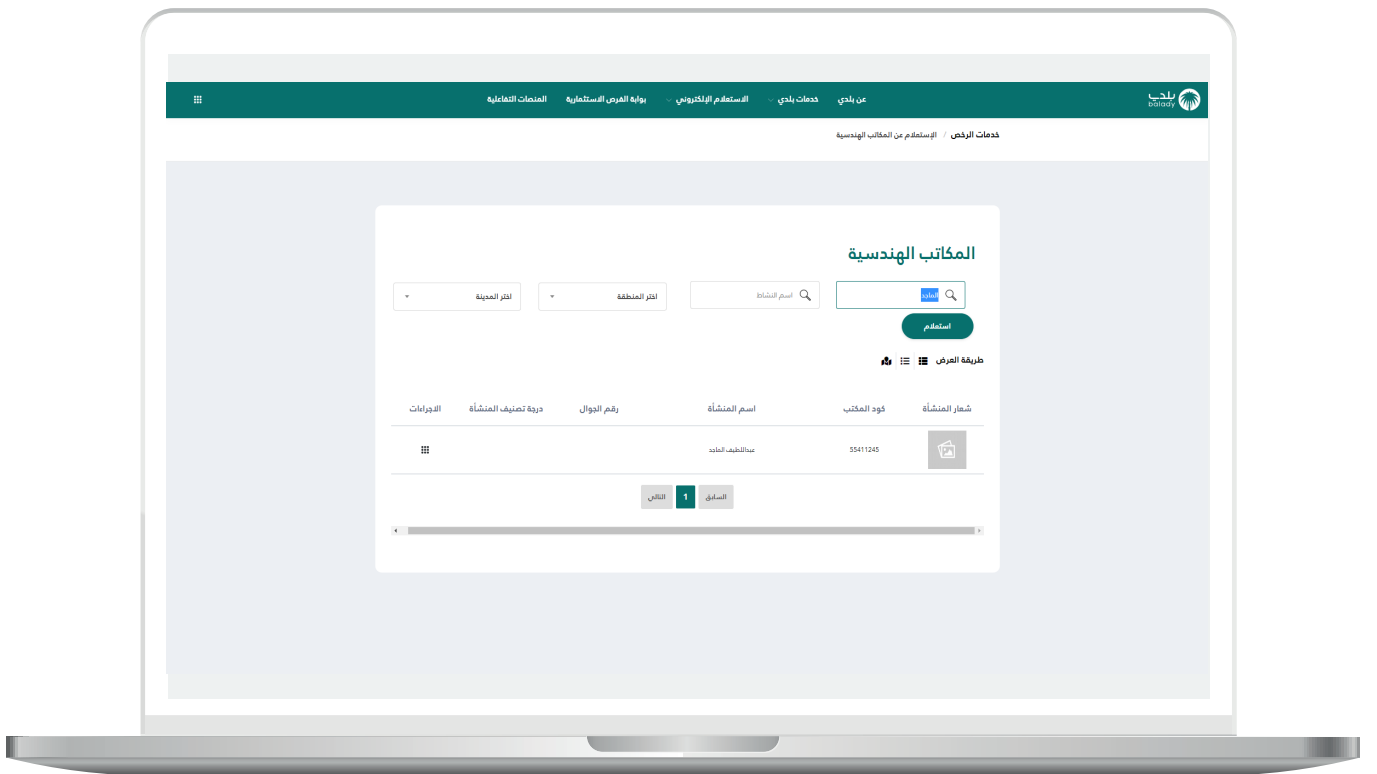 بلدي
balady
عن بلدي خدمات بلدي الاستعلام الإلكتروني بوابة الفرص الاستثمارية المنصات التفاعلية
خدمات الرخص / الإستعلام عن المكاتب الهندسية
المكاتب الهندسية
الماجد اسم النشاط اختر المنطقة اختر المدينة
استعلام
طريقة العرض
شعار المنشأة كود المكتب اسم المنشأة رقم الجوال درجة تصنيف المنشأة الاجراءات
55411245 عبداللطيف الماجد
السابق 1 التالي